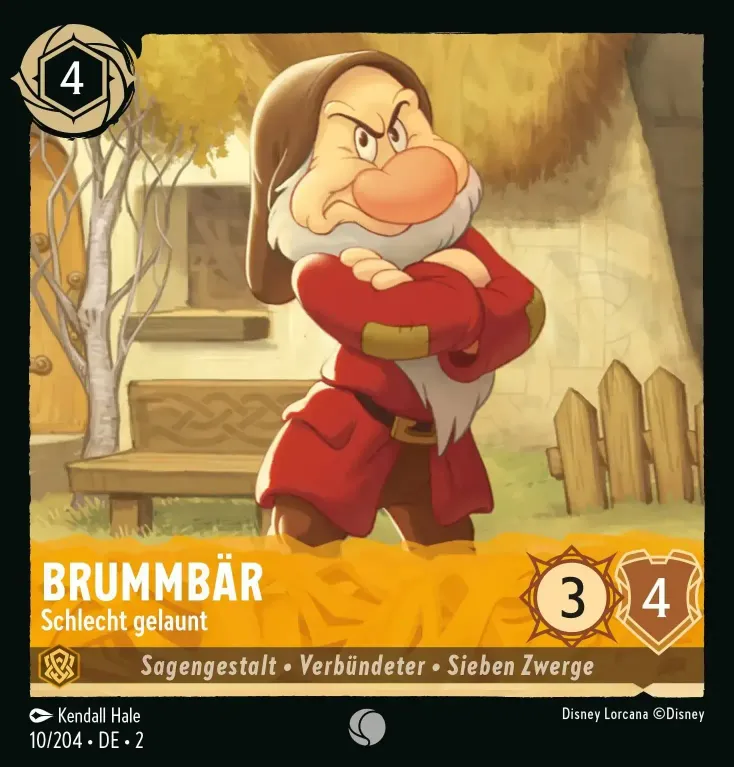 4
BRUMMBÄR
Schlecht gelaunt
3
4
Sagengestalt • Verbündeter • Sieben Zwerge
Kendall Hale
Disney Lorcana ©Disney
10/204 • DE • 2